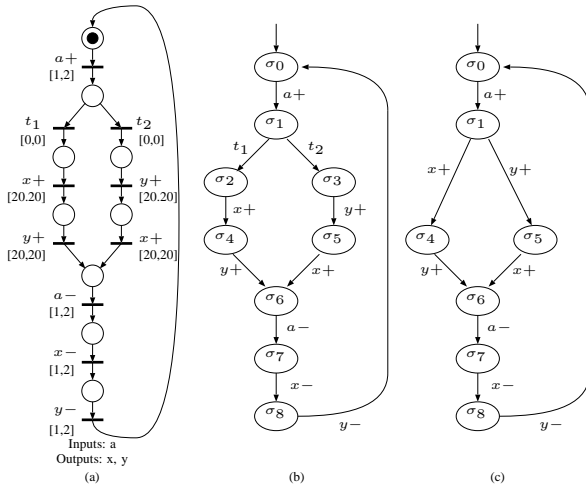 a+
[1,2]
t1 t2
[0,0] [0,0]
x+ y+
[20.20] [20.20]
y+ x+
[20,20] [20,20]
a−
[1,2]
x−
[1,2]
y−
[1,2]
Inputs: a
Outputs: x, y
(a)
σ0
a+
σ1
t1 t2
σ2 σ3
x+ y+
σ4 σ5
y+ x+
σ6
a−
σ7
x−
σ8
y−
(b)
σ0
a+
σ1
x+ y+
σ4 σ5
y+ x+
σ6
a−
σ7
x−
σ8
y−
(c)